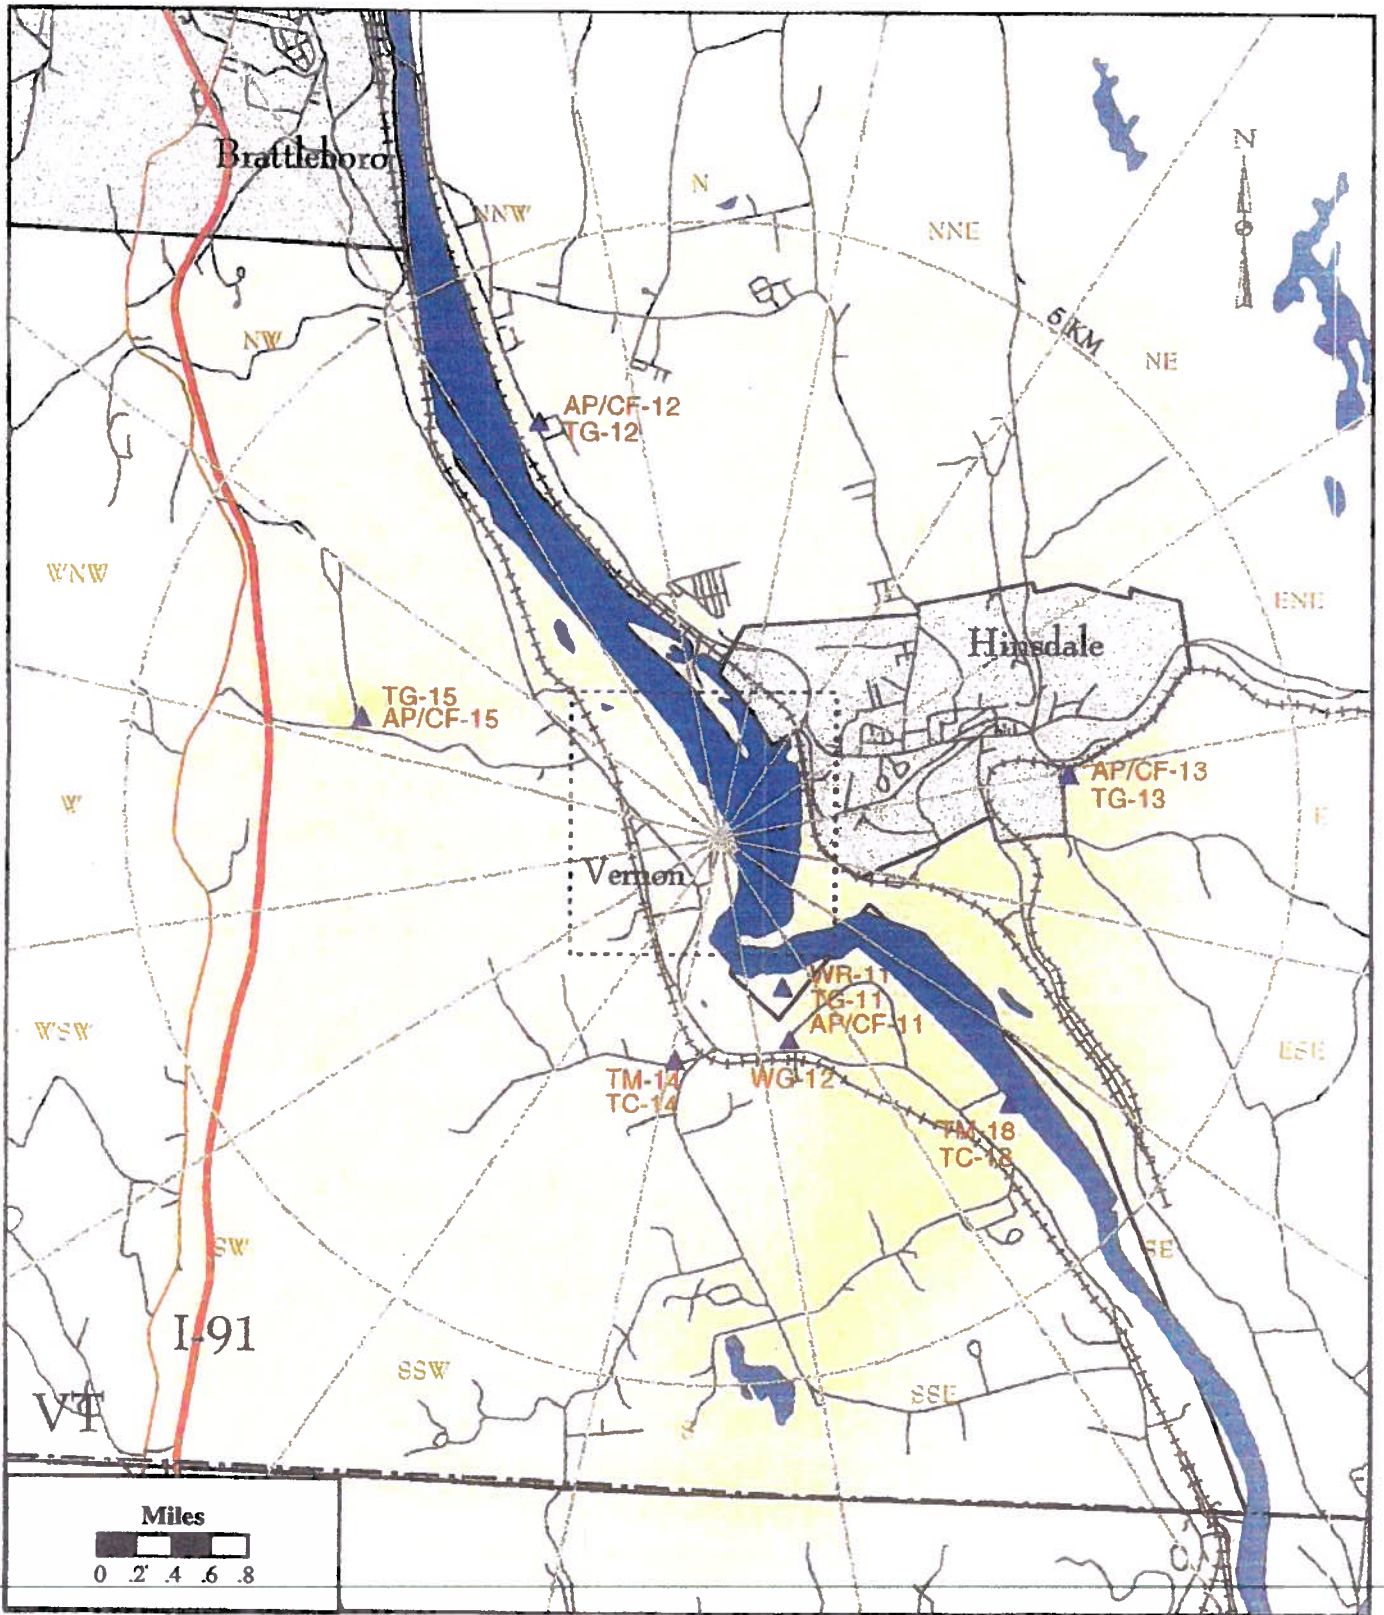 Brattleboro
N
N
NNW
NNE
5 KM
NW
NE
AP/CF-12
TG-12
WNW
ENE
Hinsdale
TG-15
AP/CF-15
AP/CF-13
TG-13
W
E
Vernon
WR-11
TG-11
AP/CF-11
WSW
ESE
TM-14
TC-14
WG-12
TM-18
TC-18
SW
SE
I-91
SSW
SSE
VT
S
Miles
0 .2 .4 .6 .8